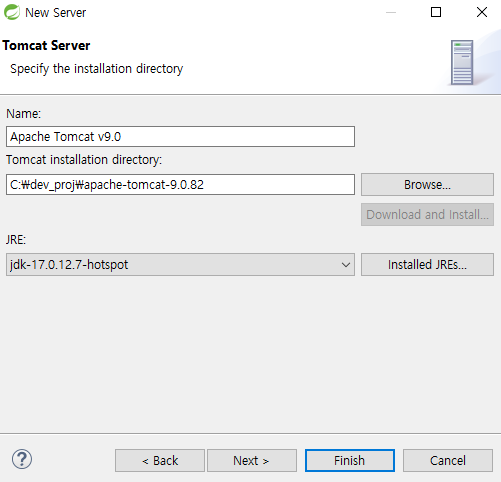 New Server
Tomcat Server
Specify the installation directory
Name:
Apache Tomcat v9.0
Tomcat installation directory:
C:₩dev_proj₩apache-tomcat-9.0.82
Browse...
Download and Install...
JRE:
jdk-17.0.12.7-hotspot
Installed JREs...
?
< Back
Next >
Finish
Cancel